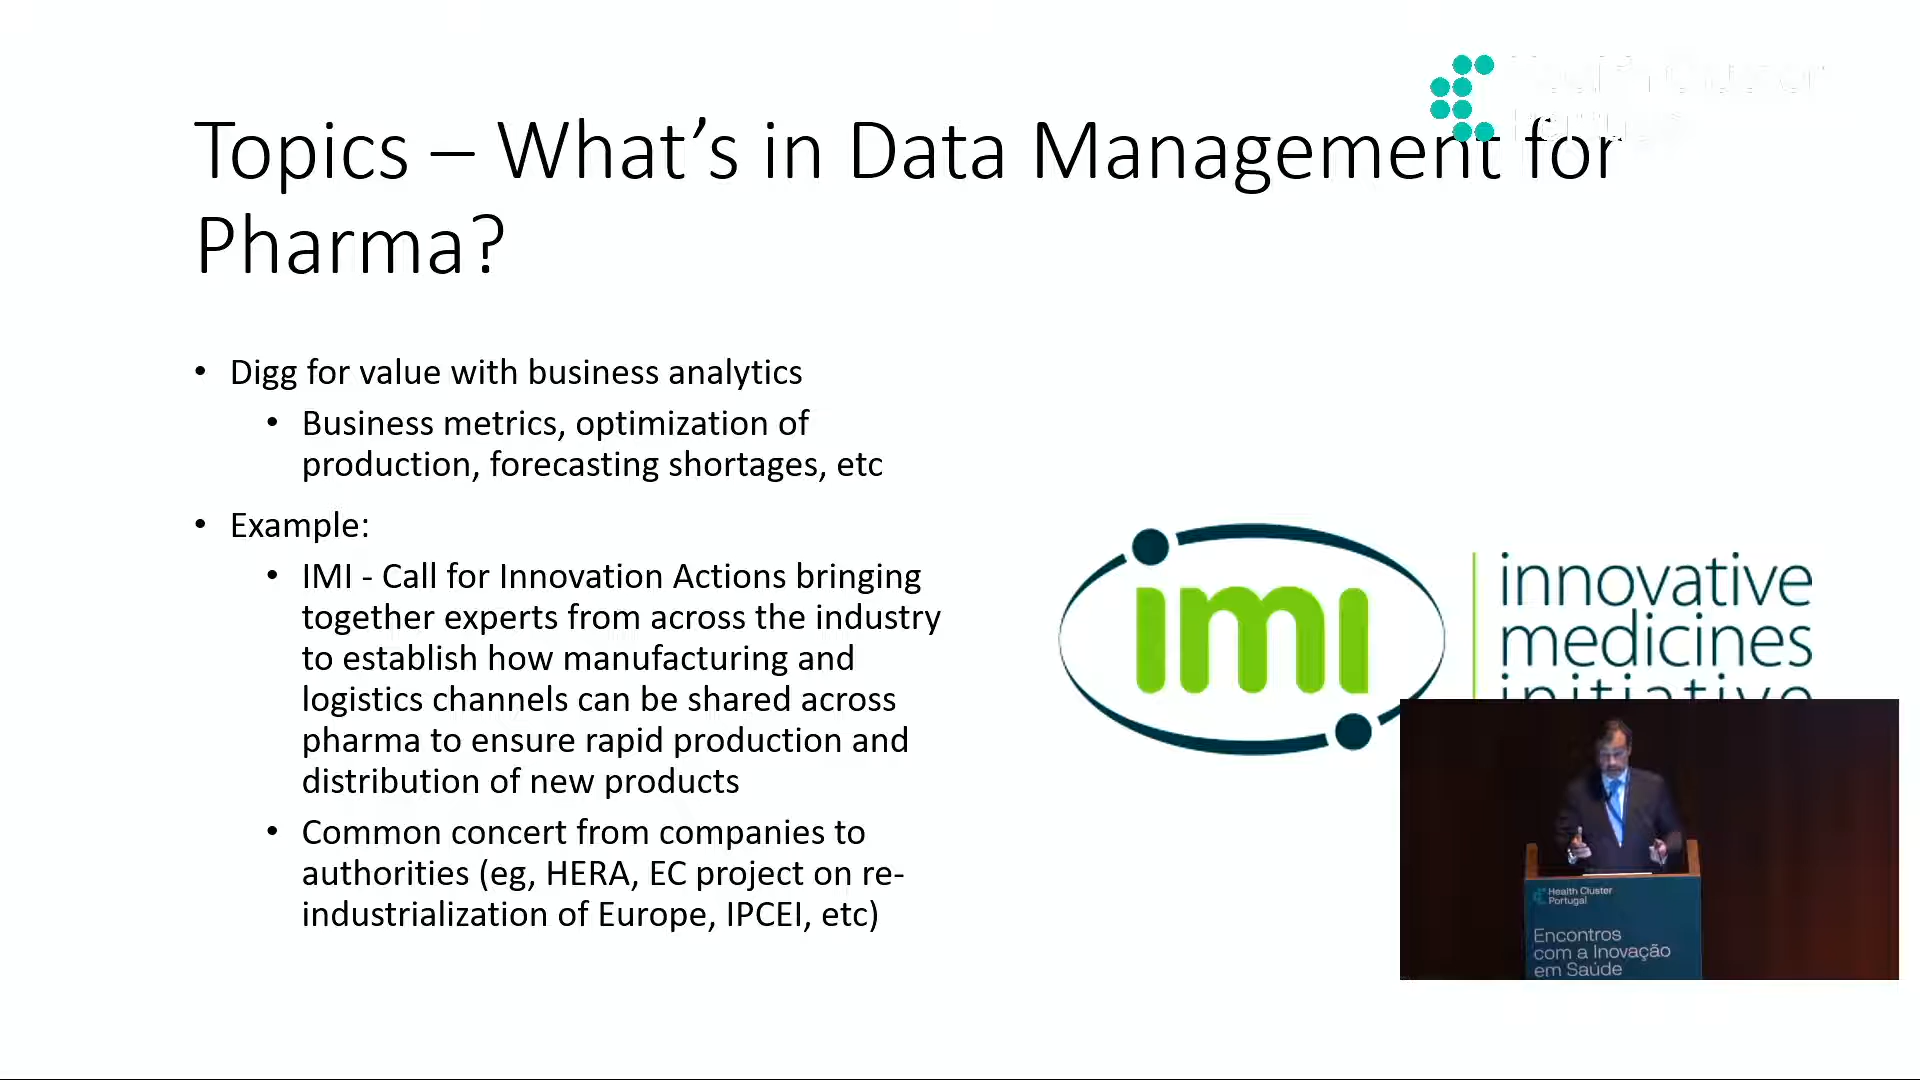 Topics – What’s in Data Management for
Pharma?
• Digg for value with business analytics
• Business metrics, optimization of
production, forecasting shortages, etc
• Example:
• IMI - Call for Innovation Actions bringing
together experts from across the industry
to establish how manufacturing and
logistics channels can be shared across
pharma to ensure rapid production and
distribution of new products
• Common concert from companies to
authorities (eg, HERA, EC project on re-
industrialization of Europe, IPCEI, etc)
imi
innovative
medicines
initiative
Health Cluster
Portugal
Encontros
com a Inovação
em Saúde